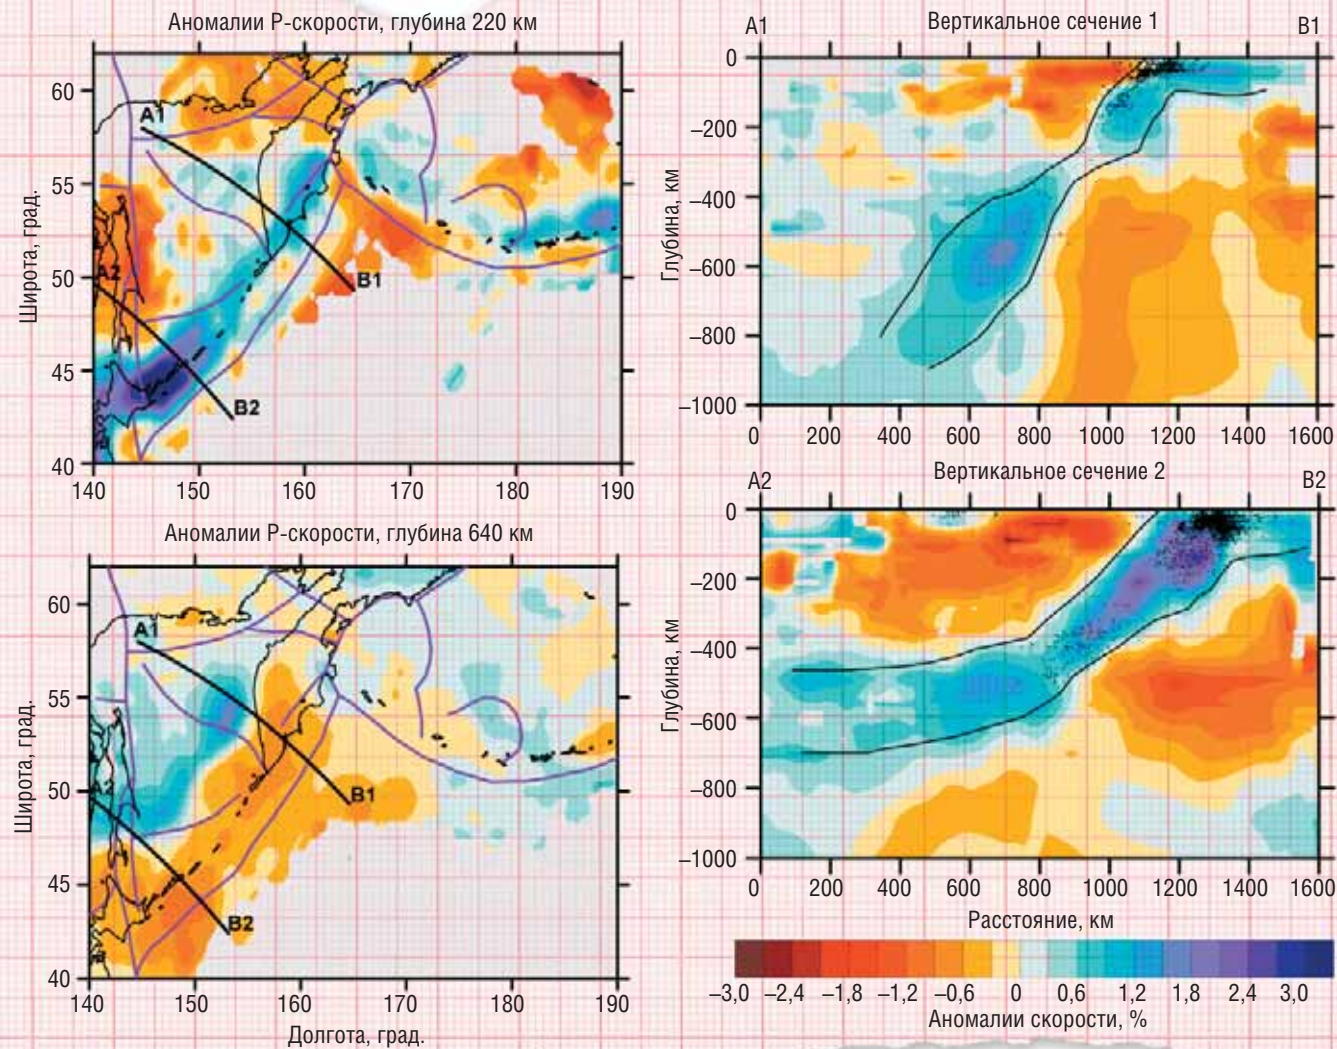 Аномалии P-скорости, глубина 220 км
Широта, град.
60
55
50
45
40
140 150 160 170 180 190
A1
B1
A2
B2
A1 Вертикальное сечение 1 B1
Глубина, км
0
–200
–400
–600
–800
–1000
0 200 400 600 800 1000 1200 1400 1600
Аномалии P-скорости, глубина 640 км
Широта, град.
60
55
50
45
40
140 150 160 170 180 190
Долгота, град.
A1
B1
A2
B2
A2 Вертикальное сечение 2 B2
Глубина, км
0
–200
–400
–600
–800
–1000
0 200 400 600 800 1000 1200 1400 1600
Расстояние, км
–3,0 –2,4 –1,8 –1,2 –0,6 0 0,6 1,2 1,8 2,4 3,0
Аномалии скорости, %